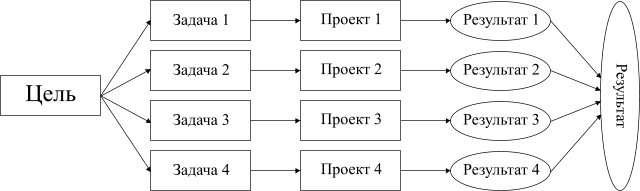 Цель
Задача 1
Проект 1
Результат 1
Задача 2
Проект 2
Результат 2
Задача 3
Проект 3
Результат 3
Задача 4
Проект 4
Результат 4
Результат